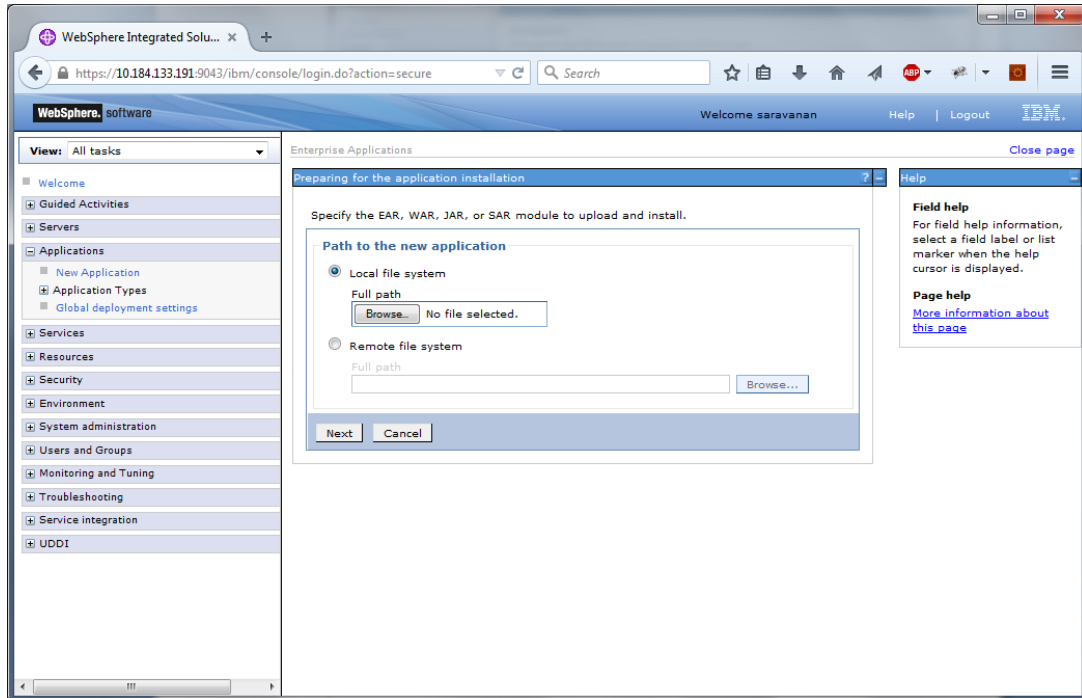 WebSphere Integrated Solu... × +
https://10.184.133.191:9043/ibm/console/login.do?action=secure Search ABP
WebSphere. software Welcome saravanan Help | Logout IBM.
View: All tasks
Welcome
Guided Activities
Servers
Applications
New Application
Application Types
Global deployment settings
Services
Resources
Security
Environment
System administration
Users and Groups
Monitoring and Tuning
Troubleshooting
Service integration
UDDI
Enterprise Applications Close page
Preparing for the application installation ? -
Specify the EAR, WAR, JAR, or SAR module to upload and install.
Path to the new application
Local file system
Full path
Browse... No file selected.
Remote file system
Full path
Browse...
Next Cancel
Help -
Field help
For field help information,
select a field label or list
marker when the help
cursor is displayed.
Page help
More information about
this page